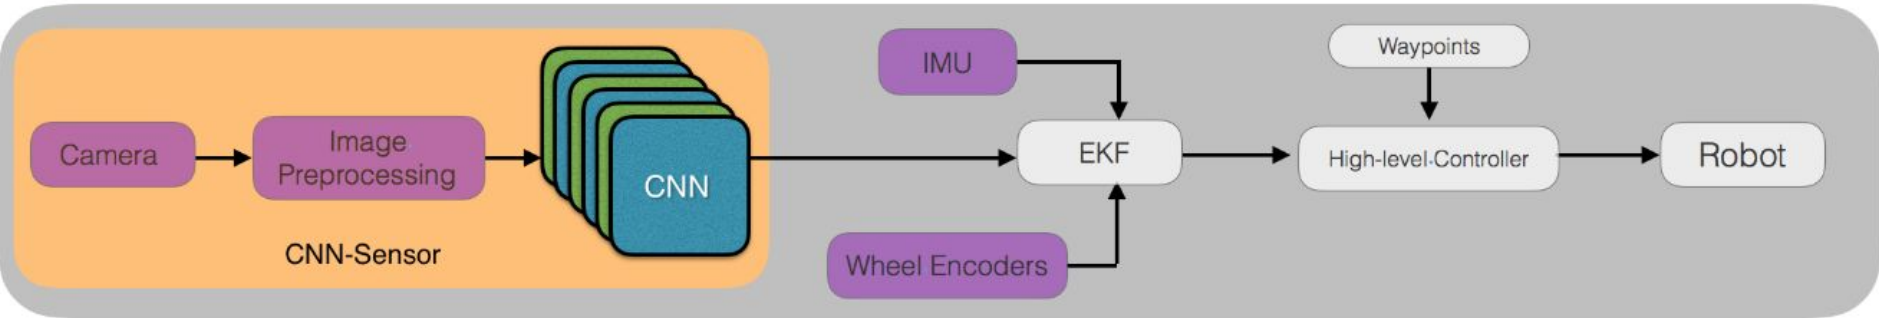 Camera
Image
Preprocessing
CNN
CNN-Sensor
IMU
Wheel Encoders
EKF
Waypoints
High-level-Controller
Robot